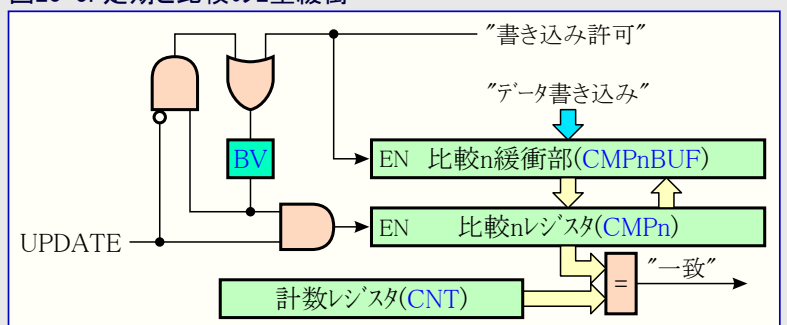 "書き込み許可"
"データ書き込み"
BV
EN 比較n緩衝部(CMPnBUF)
EN 比較nレジスタ(CMPn)
UPDATE
"一致"
=
計数レジスタ(CNT)